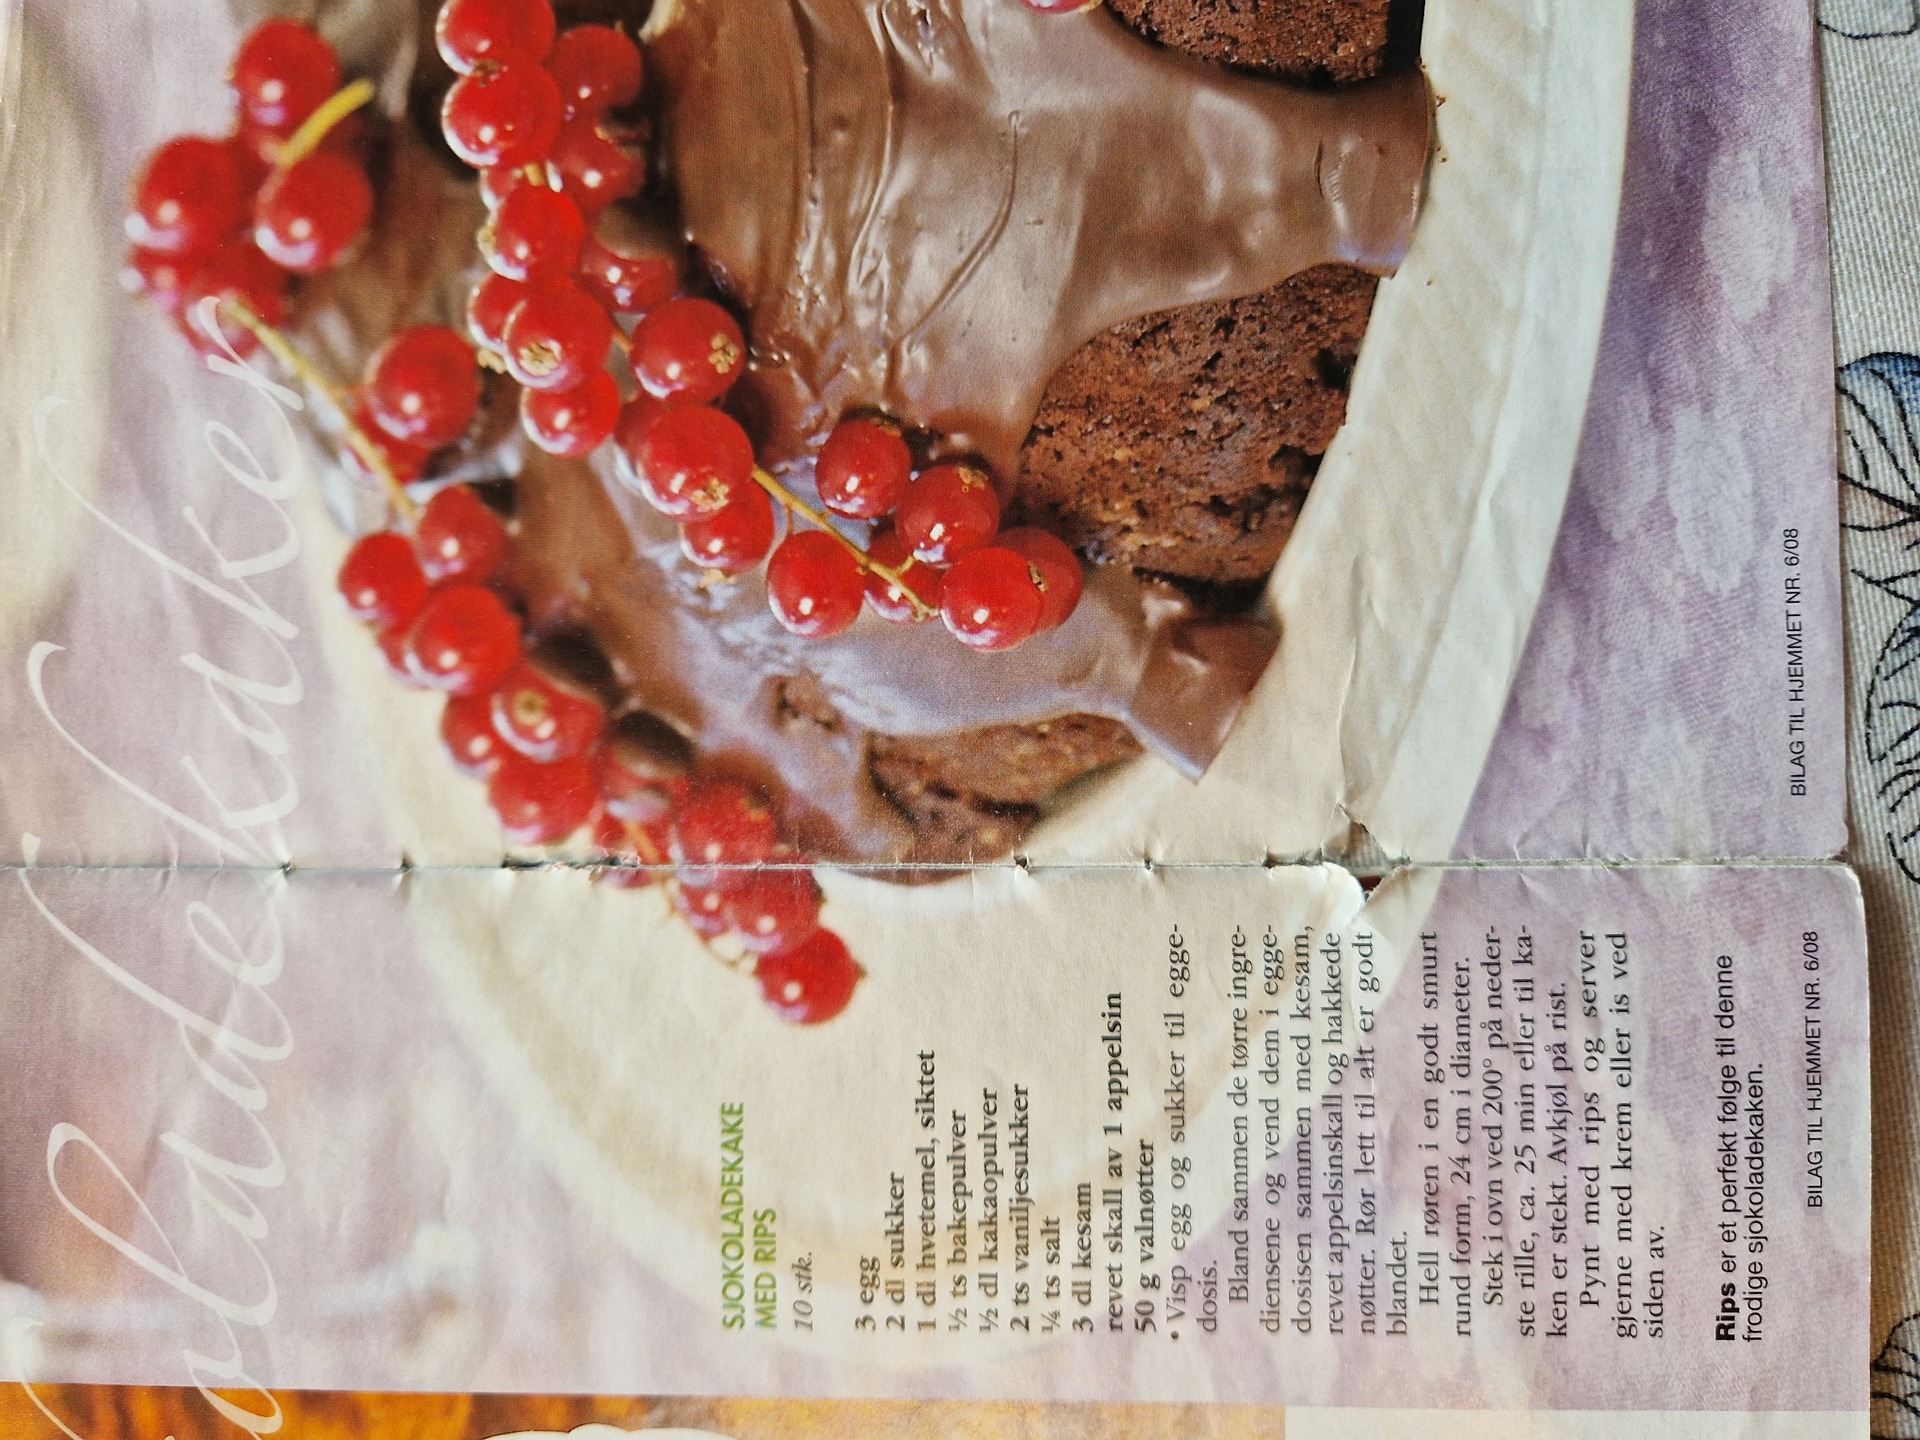 oladekaker
SJOKOLADEKAKE
MED RIPS
10 stk.
3 egg
2 dl sukker
1 dl hvetemel, siktet
½ ts bakepulver
½ dl kakaopulver
2 ts vaniljesukker
¼ ts salt
3 dl kesam
revet skall av 1 appelsin
50 g valnøtter
• Visp egg og sukker til egge-
dosis.
Bland sammen de tørre ingre-
diensene og vend dem i egge-
dosisen sammen med kesam,
revet appelsinskall og hakkede
nøtter. Rør lett til alt er godt
blandet.
Hell røren i en godt smurt
rund form, 24 cm i diameter.
Stek i ovn ved 200° på neder-
ste rille, ca. 25 min eller til ka-
ken er stekt. Avkjøl på rist.
Pynt med rips og server
gjerne med krem eller is ved
siden av.
Rips er et perfekt følge til denne
frodige sjokoladekaken.
BILAG TIL HJEMMET NR. 6/08
BILAG TIL HJEMMET NR. 6/08